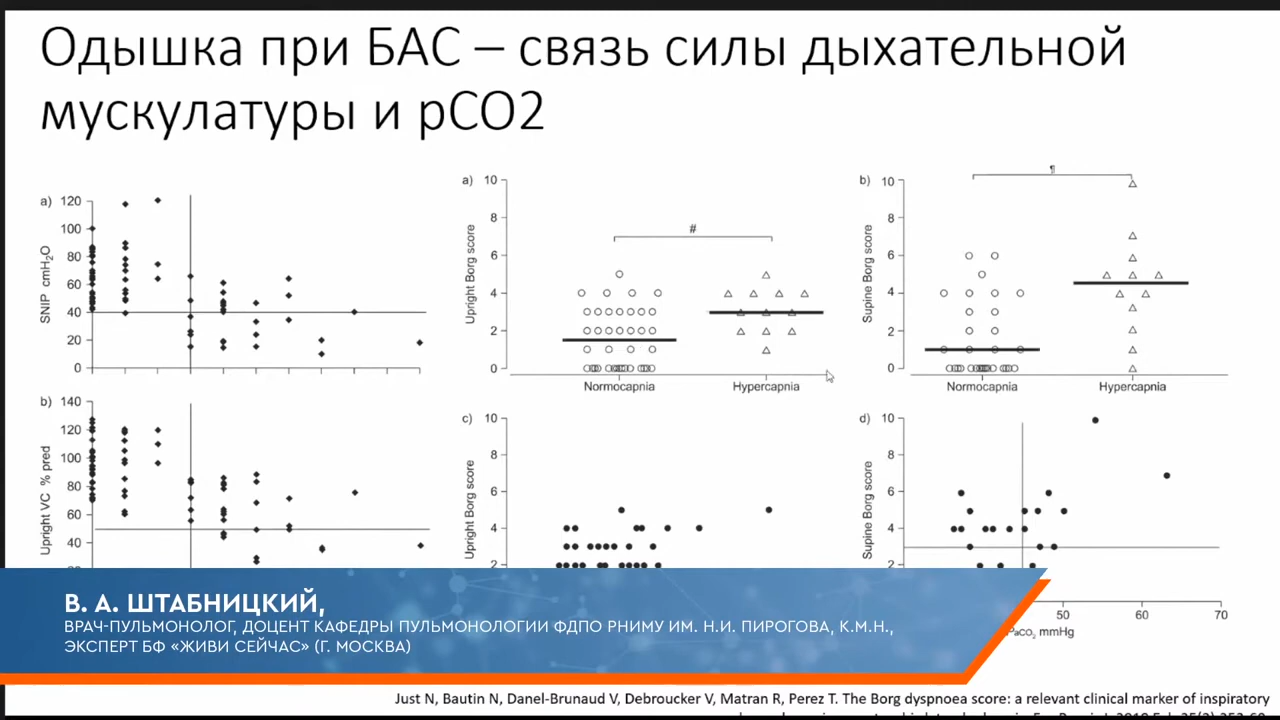 Одышка при БАС – связь силы дыхательной
мускулатуры и pCO2
a)
SNIP cmH2O
120
100
80
60
40
20
0
b)
Upright VC % pred
140
120
100
80
60
40
a)
Upright Borg score
10
8
6
4
2
0
#
Normocapnia
Hypercapnia
b)
Supine Borg score
10
8
6
4
2
0
¶
Normocapnia
Hypercapnia
c)
Upright Borg score
10
8
6
4
2
d)
Supine Borg score
10
8
6
4
2
50
60
70
PaCO2 mmHg
В. А. ШТАБНИЦКИЙ,
ВРАЧ-ПУЛЬМОНОЛОГ, ДОЦЕНТ КАФЕДРЫ ПУЛЬМОНОЛОГИИ ФДПО РНИМУ ИМ. Н.И. ПИРОГОВА, К.М.Н.,
ЭКСПЕРТ БФ «ЖИВИ СЕЙЧАС» (Г. МОСКВА)
Just N, Bautin N, Danel-Brunaud V, Debroucker V, Matran R, Perez T. The Borg dyspnoea score: a relevant clinical marker of inspiratory